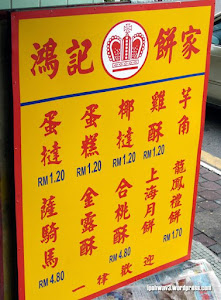 鴻記餅家
蛋撻
RM 1.20
蛋糕
RM 1.20
椰撻
RM 1.20
雞酥
RM 1.20
芋角
薩騎馬
RM 4.80
金露酥
合桃酥
RM 4.80
上海月餅
龍鳳禮餅
RM 1.70
一律歡迎